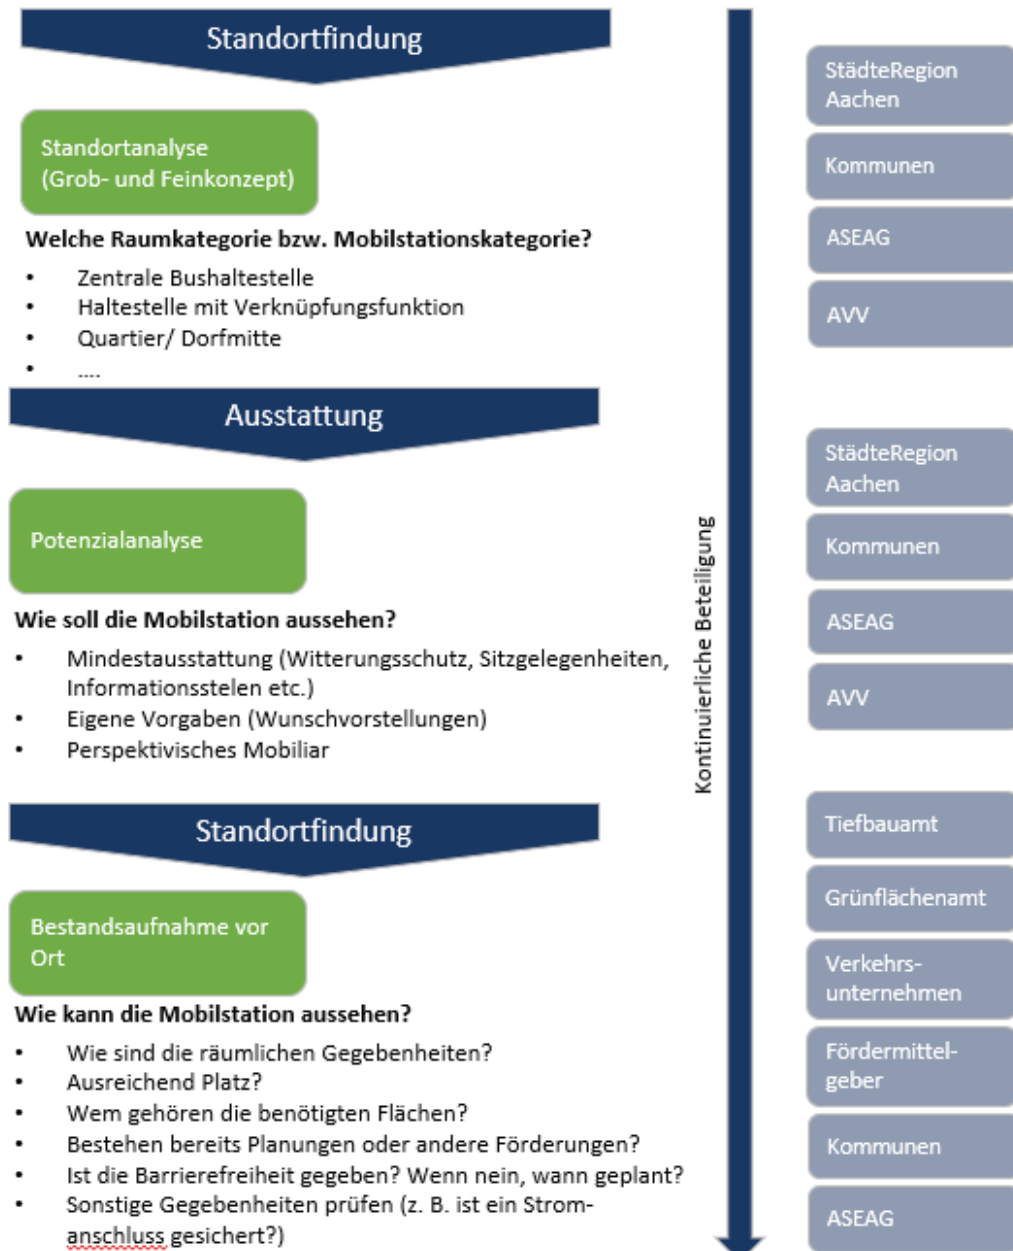 Standortfindung
Standortanalyse
(Grob- und Feinkonzept)
Welche Raumkategorie bzw. Mobilstationskategorie?
• Zentrale Bushaltestelle
• Haltestelle mit Verknüpfungsfunktion
• Quartier/ Dorfmitte
• ....
StädteRegion
Aachen
Kommunen
ASEAG
AVV
Ausstattung
Potenzialanalyse
Wie soll die Mobilstation aussehen?
• Mindestausstattung (Witterungsschutz, Sitzgelegenheiten,
Informationsstelen etc.)
• Eigene Vorgaben (Wunschvorstellungen)
• Perspektivisches Mobiliar
Kontinuierliche Beteiligung
StädteRegion
Aachen
Kommunen
ASEAG
AVV
Standortfindung
Bestandsaufnahme vor
Ort
Wie kann die Mobilstation aussehen?
• Wie sind die räumlichen Gegebenheiten?
• Ausreichend Platz?
• Wem gehören die benötigten Flächen?
• Bestehen bereits Planungen oder andere Förderungen?
• Ist die Barrierefreiheit gegeben? Wenn nein, wann geplant?
• Sonstige Gegebenheiten prüfen (z. B. ist ein Strom-
anschluss gesichert?)
Tiefbauamt
Grünflächenamt
Verkehrs-
unternehmen
Fördermittel-
geber
Kommunen
ASEAG